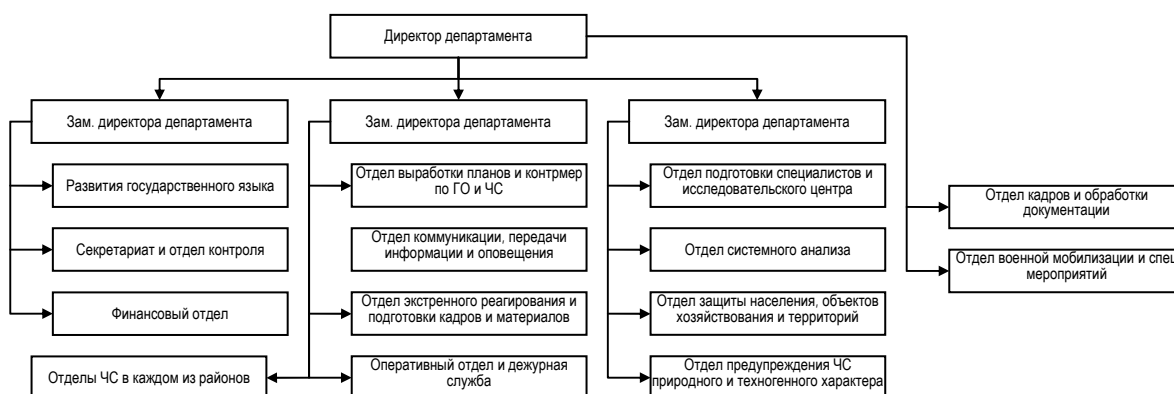 Директор департамента
Зам. директора департамента
Зам. директора департамента
Зам. директора департамента
Развития государственного языка
Отдел выработки планов и контрмер
по ГО и ЧС
Отдел подготовки специалистов и
исследовательского центра
Отдел кадров и обработки
документации
Секретариат и отдел контроля
Отдел коммуникации, передачи
информации и оповещения
Отдел системного анализа
Отдел военной мобилизации и спец
мероприятий
Финансовый отдел
Отдел экстренного реагирования и
подготовки кадров и материалов
Отдел защиты населения, объектов
хозяйствования и территорий
Отделы ЧС в каждом из районов
Оперативный отдел и дежурная
служба
Отдел предупреждения ЧС
природного и техногенного характера